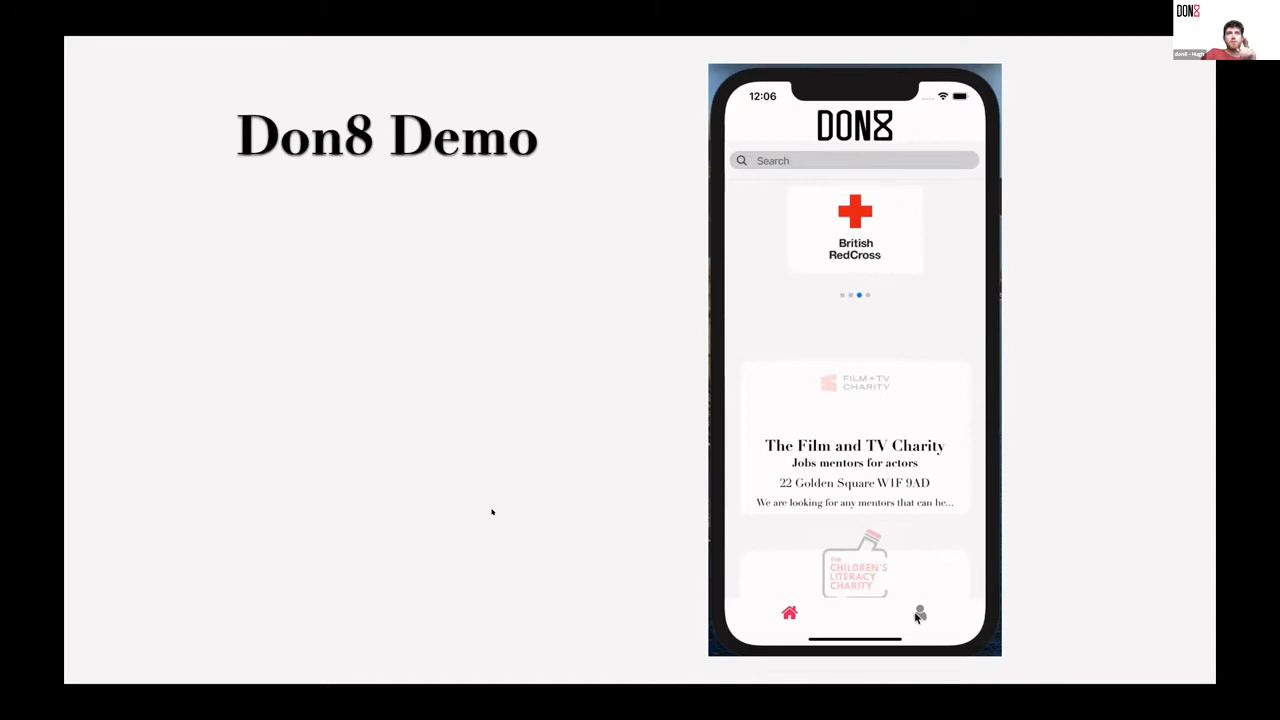 DON8
don8 - Hugh
Don8 Demo
12:06
DON8
Search
British
RedCross
FILM+TV
CHARITY
The Film and TV Charity
Jobs mentors for actors
22 Golden Square W1F 9AD
We are looking for any mentors that can he...
THE
CHILDREN'S
LITERACY
CHARITY